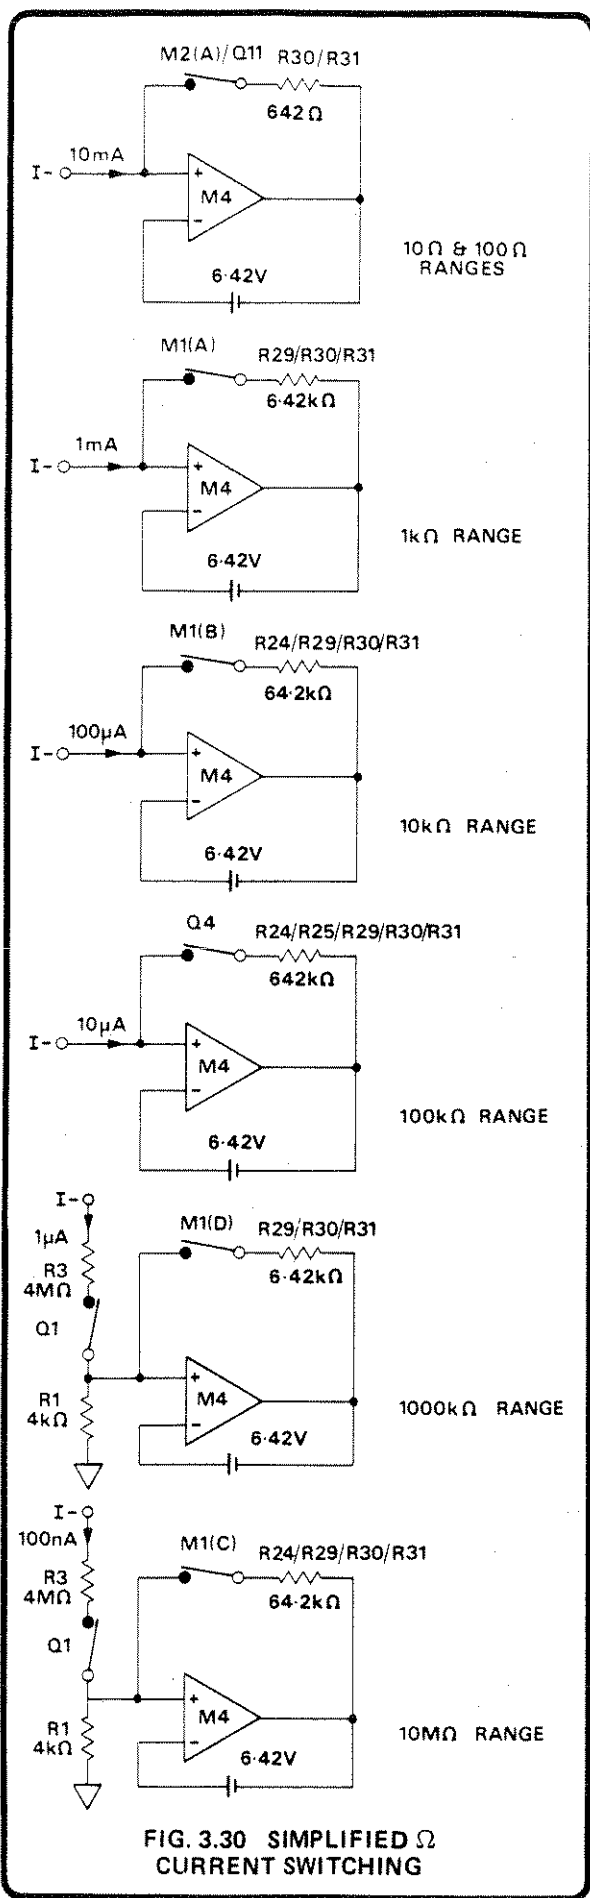 M2(A)/Q11 R30/R31
642Ω
10mA
I-
+
M4
-
6·42V
10Ω & 100Ω
RANGES
M1(A) R29/R30/R31
6·42kΩ
1mA
I-
+
M4
-
6·42V
1kΩ RANGE
M1(B) R24/R29/R30/R31
64·2kΩ
100µA
I-
+
M4
-
6·42V
10kΩ RANGE
Q4 R24/R25/R29/R30/R31
642kΩ
10µA
I-
+
M4
-
6·42V
100kΩ RANGE
I-
1µA
R3
4MΩ
Q1
R1
4kΩ
M1(D) R29/R30/R31
6·42kΩ
+
M4
-
6·42V
1000kΩ RANGE
I-
100nA
R3
4MΩ
Q1
R1
4kΩ
M1(C) R24/R29/R30/R31
64·2kΩ
+
M4
-
6·42V
10MΩ RANGE
FIG. 3.30 SIMPLIFIED Ω
CURRENT SWITCHING